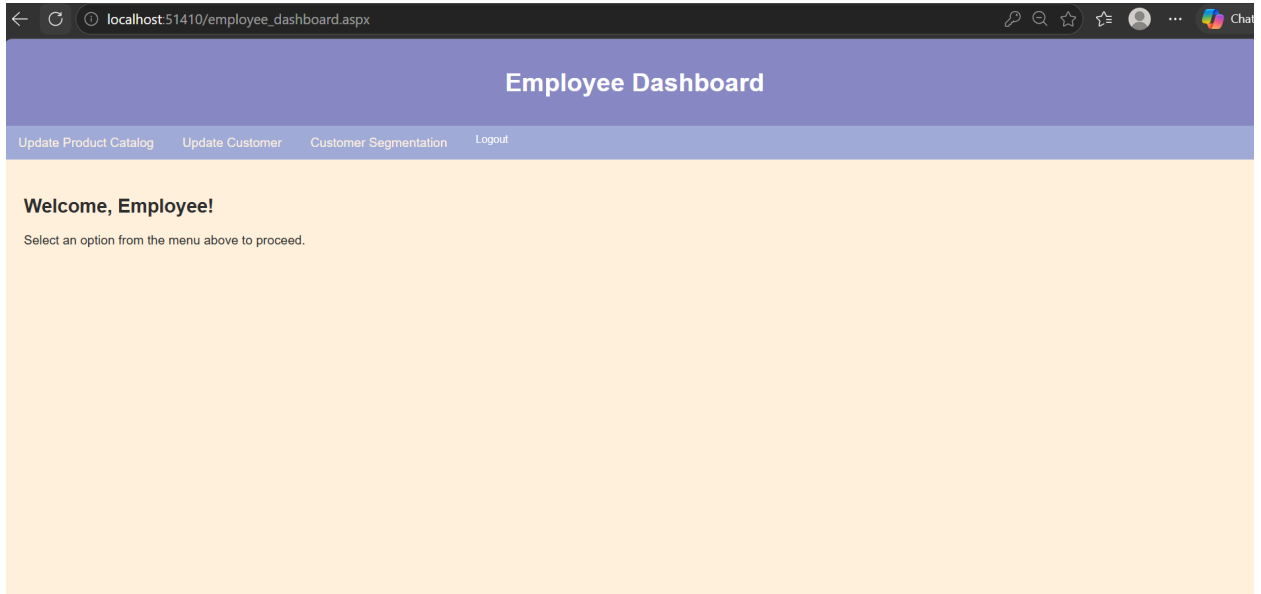 localhost:51410/employee_dashboard.aspx
Chat
Employee Dashboard
Update Product Catalog Update Customer Customer Segmentation Logout
Welcome, Employee!
Select an option from the menu above to proceed.